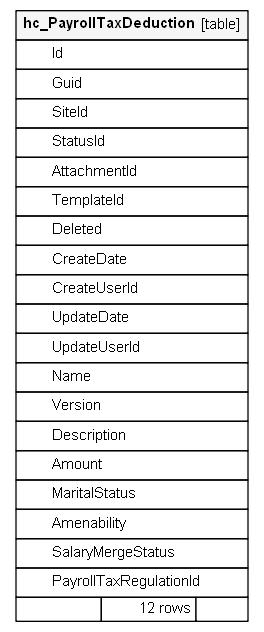 hc_PayrollTaxDeduction [table]
Id
Guid
SiteId
StatusId
AttachmentId
TemplateId
Deleted
CreateDate
CreateUserId
UpdateDate
UpdateUserId
Name
Version
Description
Amount
MaritalStatus
Amenability
SalaryMergeStatus
PayrollTaxRegulationId
12 rows